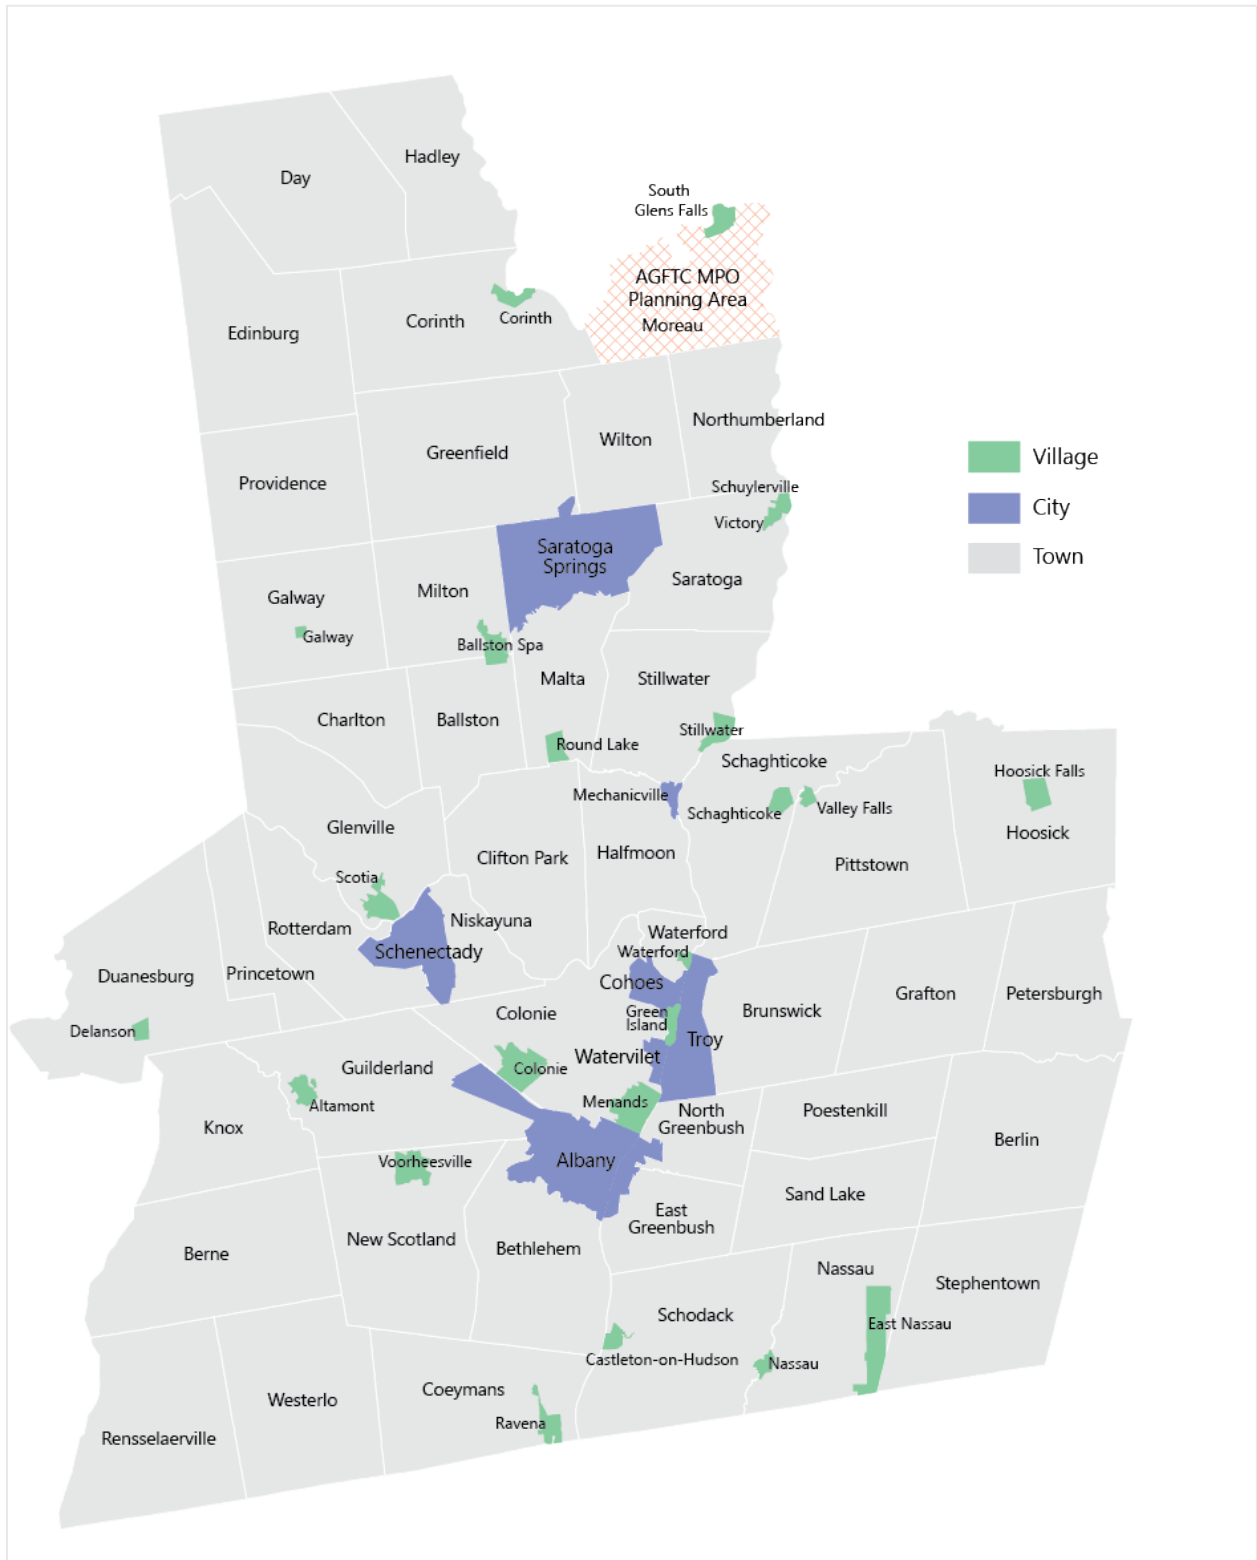 Hadley
Day
South
Glens Falls
AGFTC MPO
Planning Area
Moreau
Corinth
Corinth
Edinburg
Northumberland
Wilton
Greenfield
Village
Providence
Schuylerville
City
Victory
Saratoga
Springs
Town
Saratoga
Milton
Galway
Galway
Ballston Spa
Malta
Stillwater
Charlton
Ballston
Stillwater
Round Lake
Schaghticoke
Hoosick Falls
Mechanicville
Schaghticoke
Valley Falls
Glenville
Hoosick
Clifton Park
Halfmoon
Pittstown
Scotia
Niskayuna
Rotterdam
Waterford
Waterford
Schenectady
Duanesburg
Princetown
Cohoes
Grafton
Petersburgh
Colonie
Green
Island
Brunswick
Delanson
Troy
Watervilet
Guilderland
Colonie
Altamont
Menands
North
Greenbush
Poestenkill
Knox
Berlin
Voorheesville
Albany
Sand Lake
East
Greenbush
New Scotland
Bethlehem
Berne
Nassau
Stephentown
Schodack
East Nassau
Castleton-on-Hudson
Nassau
Coeymans
Westerlo
Ravena
Rensselaerville